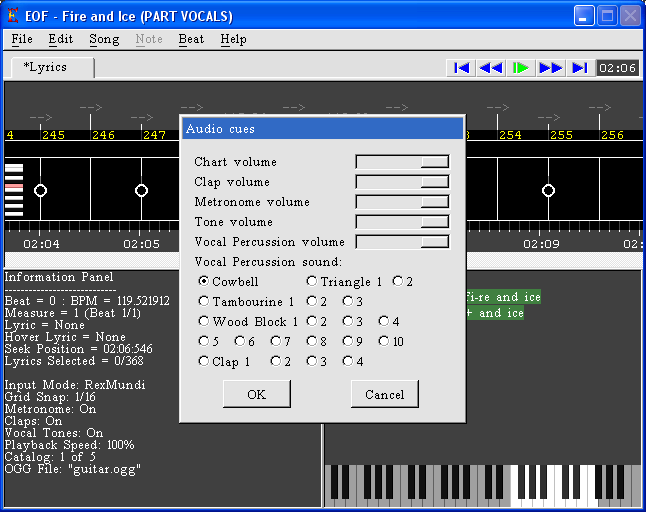 EOF - Fire and Ice (PART VOCALS)
File Edit Song Note Beat Help
*Lyrics
02:06
--> --> --> --> --> -->
4 245 246 247 254 255 256
02:04 02:05 02:09
Audio cues
Chart volume
Clap volume
Metronome volume
Tone volume
Vocal Percussion volume
Vocal Percussion sound:
Cowbell Triangle 1 2
Tambourine 1 2 3
Wood Block 1 2 3 4
5 6 7 8 9 10
Clap 1 2 3 4
OK Cancel
Information Panel
----------------------------
Beat = 0 : BPM = 119.521912
Measure = 1 (Beat 1/1)
Lyric = None
Hover Lyric = None
Seek Position = 02:06:546
Lyrics Selected = 0/368
Input Mode: RexMundi
Grid Snap: 1/16
Metronome: On
Claps: On
Vocal Tones: On
Playback Speed: 100%
Catalog: 1 of 5
OGG File: "guitar.ogg"
Fi-re and ice
+ and ice